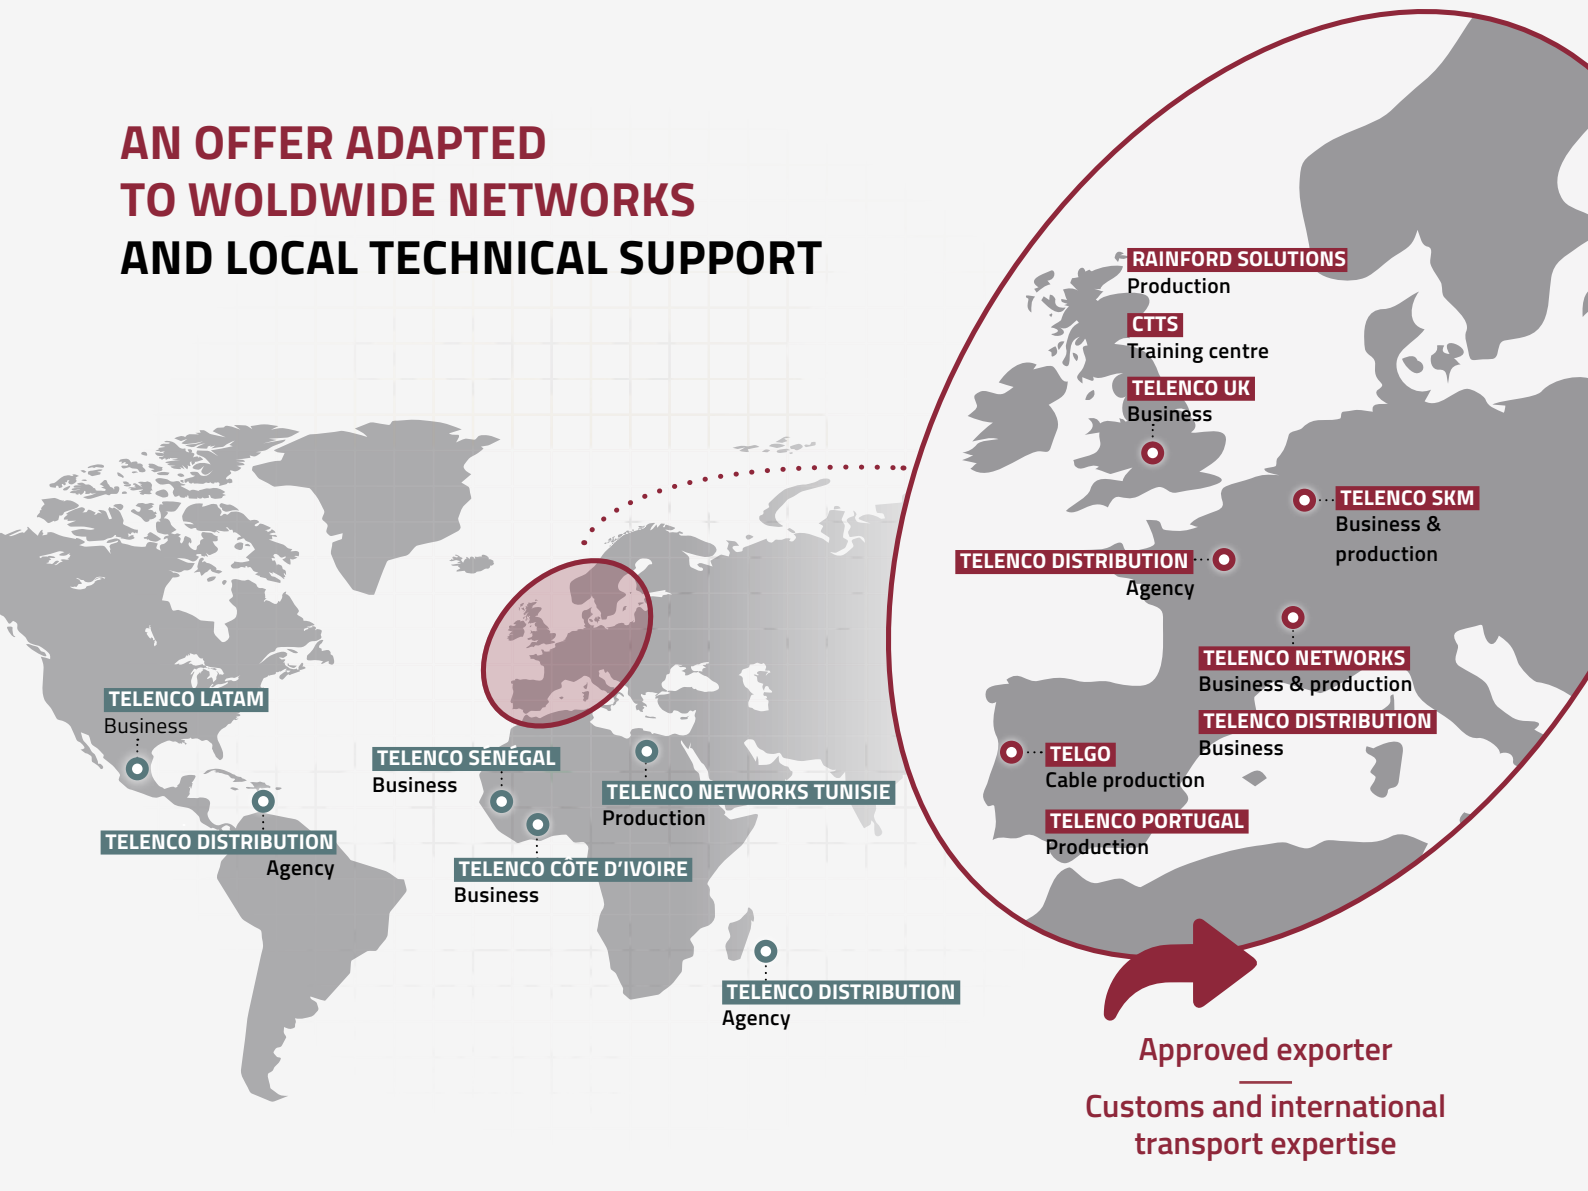 AN OFFER ADAPTED
TO WOLDWIDE NETWORKS
AND LOCAL TECHNICAL SUPPORT
RAINFORD SOLUTIONS
Production
CTTS
Training centre
TELENCO UK
Business
TELENCO SKM
Business &
production
TELENCO DISTRIBUTION
Agency
TELENCO NETWORKS
Business & production
TELENCO DISTRIBUTION
Business
TELGO
Cable production
TELENCO PORTUGAL
Production
TELENCO LATAM
Business
TELENCO DISTRIBUTION
Agency
TELENCO SÉNÉGAL
Business
TELENCO NETWORKS TUNISIE
Production
TELENCO CÔTE D'IVOIRE
Business
TELENCO DISTRIBUTION
Agency
Approved exporter
Customs and international
transport expertise